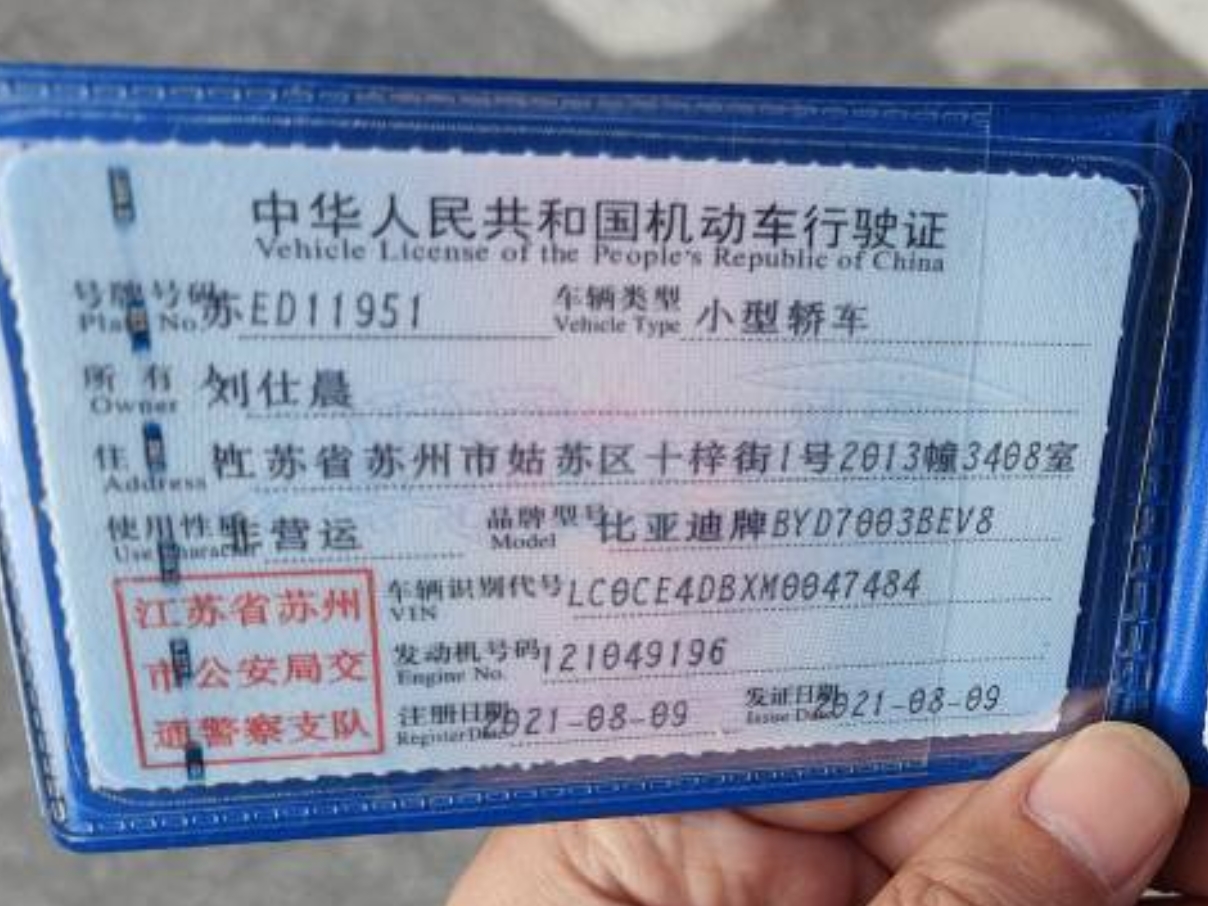 中华人民共和国机动车行驶证
Vehicle License of the People's Republic of China
号牌号码 苏ED11951 车辆类型 小型轿车
Plate No. Vehicle Type
所有 刘仕晨
Owner
住 江苏省苏州市姑苏区十梓街1号2013幢3408室
Address
使用性质 非营运 品牌型号 比亚迪牌BYD7003BEV8
Use Character Model
车辆识别代号 LC0CE4DBXM0047484
VIN
发动机号码 121049196
Engine No.
注册日期 2021-08-09 发证日期 2021-08-09
Register Date Issue Date
江苏省苏州
市公安局交
通警察支队